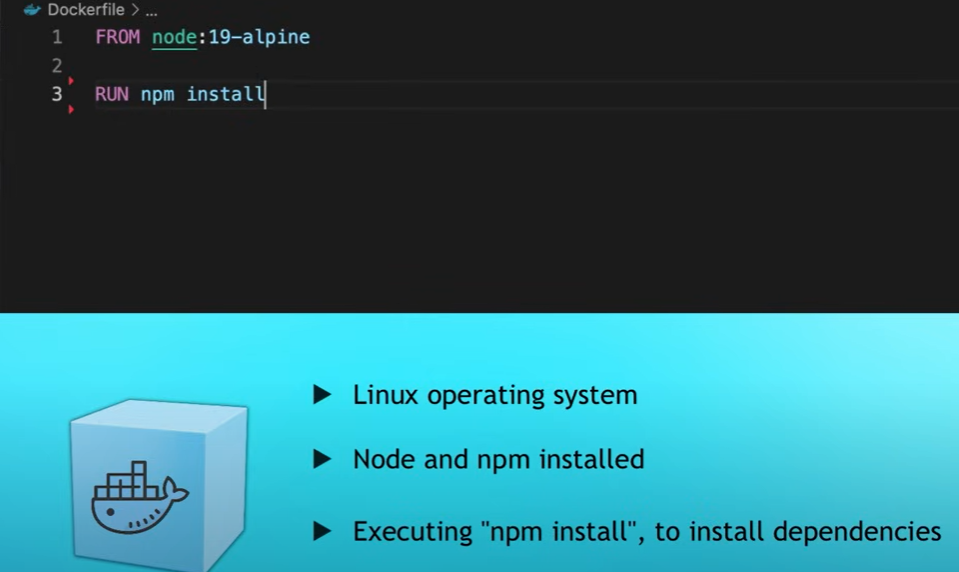 Dockerfile > ...
1 FROM node:19-alpine
2
3 RUN npm install
▶ Linux operating system
▶ Node and npm installed
▶ Executing "npm install", to install dependencies